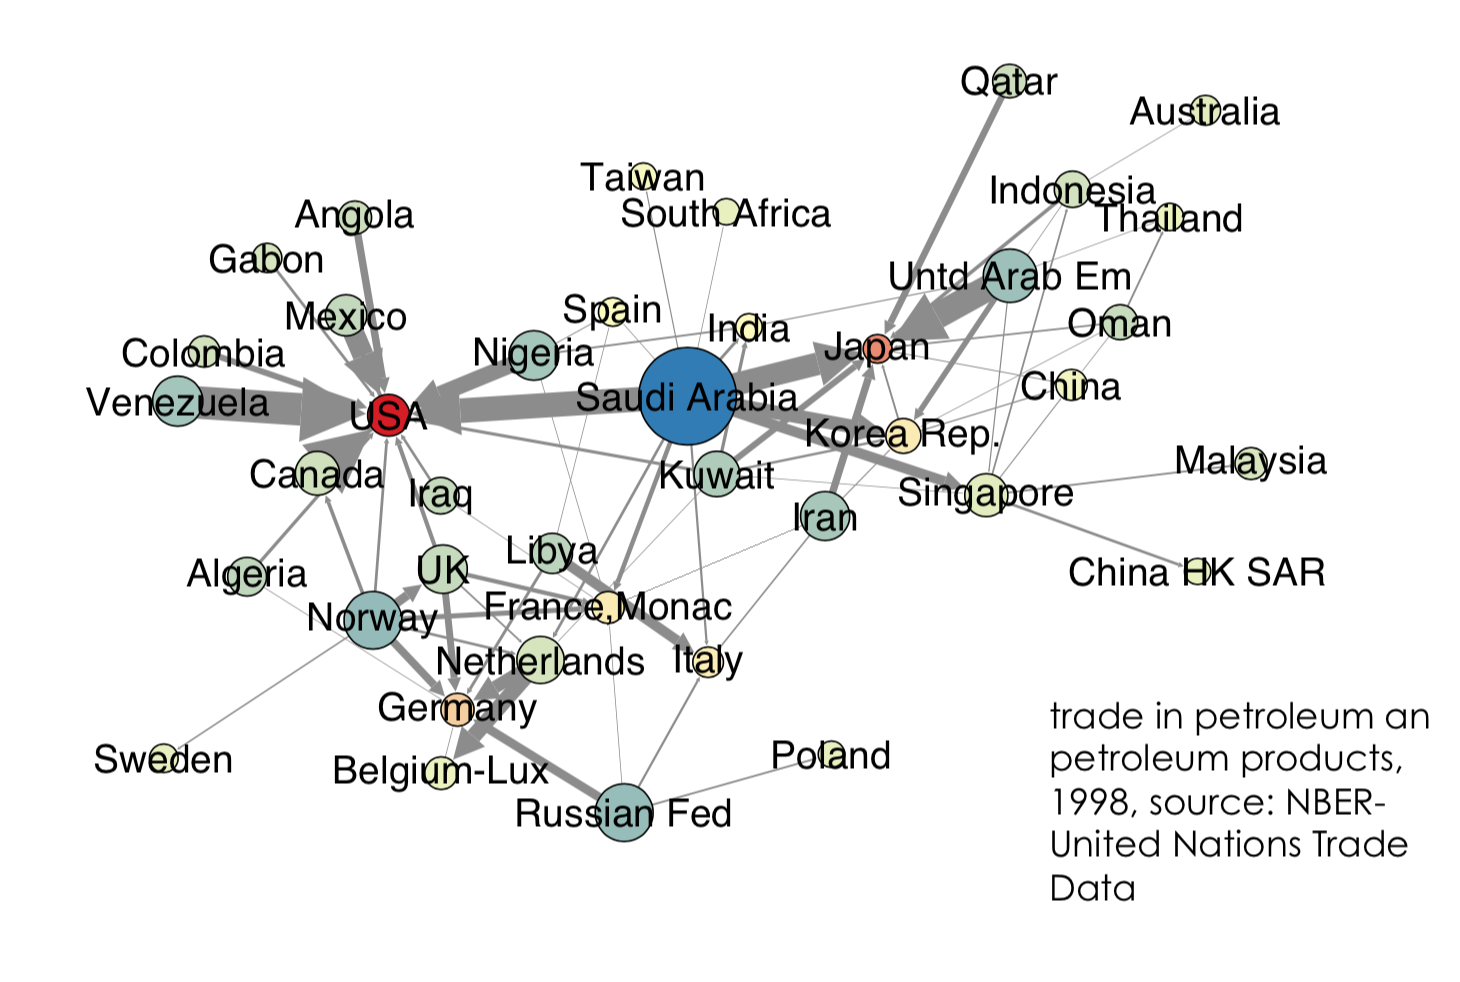 Qatar
Australia
Taiwan
Indonesia
South Africa
Thailand
Angola
Gabon
Untd Arab Em
Mexico
Spain
India
Oman
Colombia
Nigeria
Japan
China
Venezuela
USA
Saudi Arabia
Korea Rep.
Canada
Iraq
Kuwait
Singapore
Malaysia
Iran
Algeria
UK
Libya
China HK SAR
Norway
France,Monac
Netherlands
Italy
Germany
Sweden
Belgium-Lux
Poland
Russian Fed
trade in petroleum an
petroleum products,
1998, source: NBER-
United Nations Trade
Data